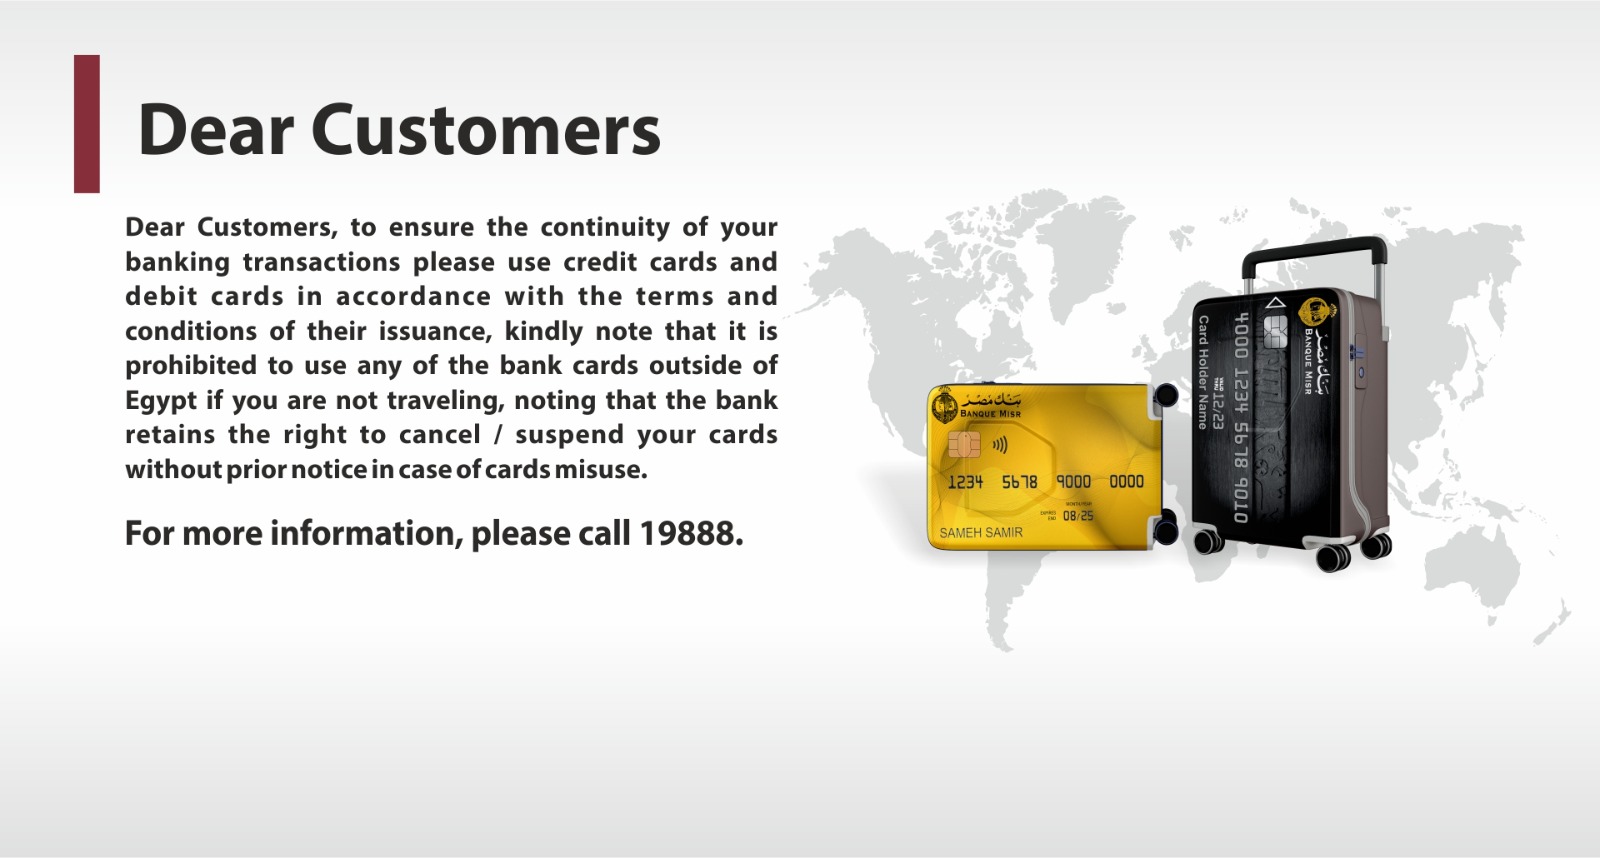 Dear Customers
Dear Customers, to ensure the continuity of your
banking transactions please use credit cards and
debit cards in accordance with the terms and
conditions of their issuance, kindly note that it is
prohibited to use any of the bank cards outside of
Egypt if you are not traveling, noting that the bank
retains the right to cancel / suspend your cards
without prior notice in case of cards misuse.
For more information, please call 19888.
بنك مصر
BANQUE MISR
1234 5678 9000 0000
MONTH/YEAR
EXPIRES
END
08/25
SAMEH SAMIR
بنك مصر
BANQUE MISR
4000 1234 5678 9010
VALID
THRU
12/23
Card Holder Name